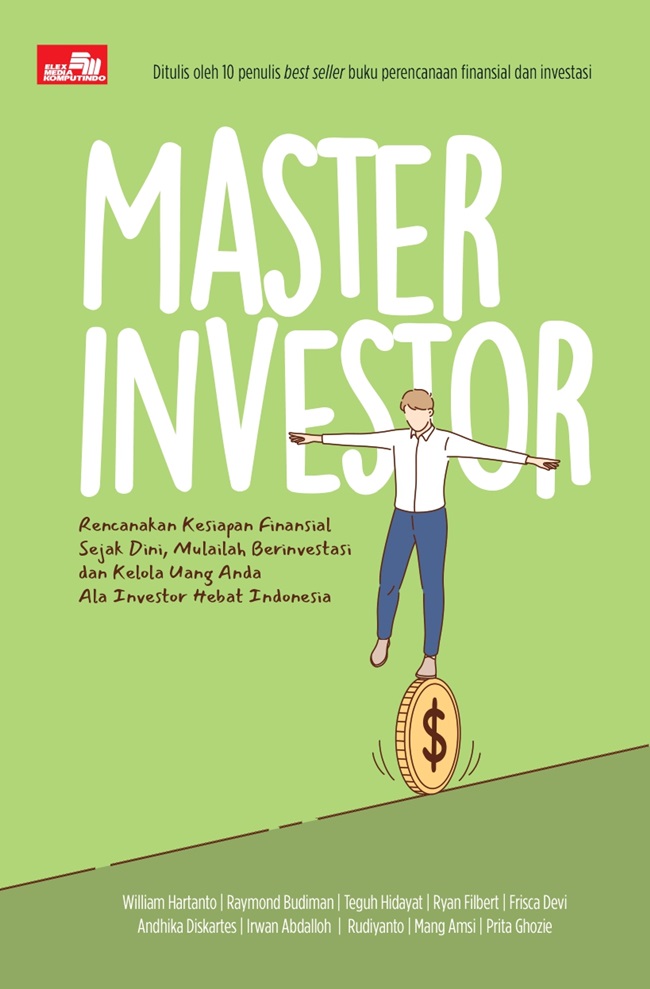 ELEX
MEDIA
KOMPUTINDO
Ditulis oleh 10 penulis best seller buku perencanaan finansial dan investasi
MASTER
INVESTOR
Rencanakan Kesiapan Finansial
Sejak Dini, Mulailah Berinvestasi
dan Kelola Uang Anda
Ala Investor Hebat Indonesia
$
William Hartanto | Raymond Budiman | Teguh Hidayat | Ryan Filbert | Frisca Devi
Andhika Diskartes | Irwan Abdalloh | Rudiyanto | Mang Amsi | Prita Ghozie